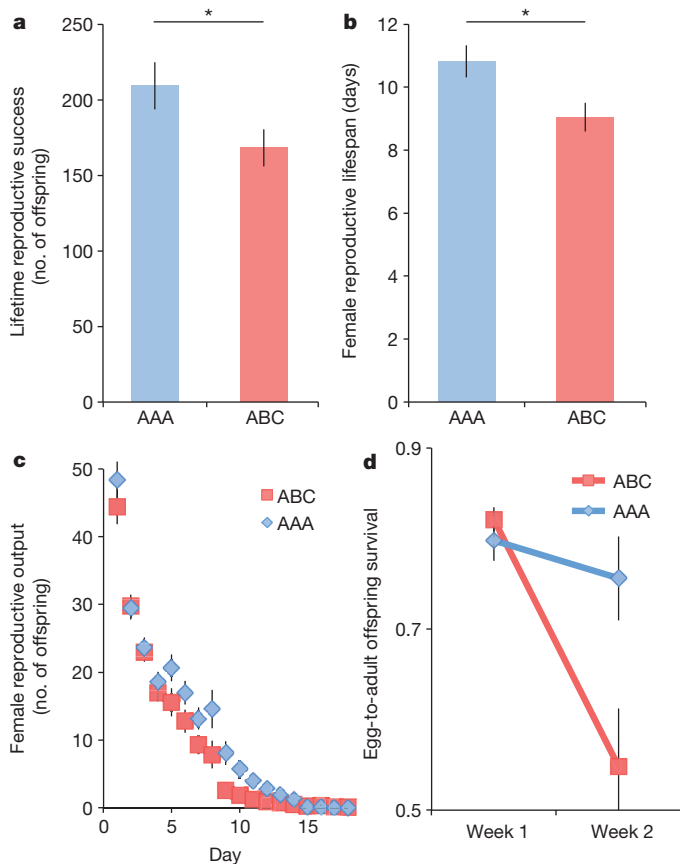 a
Lifetime reproductive success
(no. of offspring)
250
200
150
100
50
0
*
AAA
ABC
b
Female reproductive lifespan (days)
12
10
8
6
4
2
0
*
AAA
ABC
c
Female reproductive output
(no. of offspring)
50
40
30
20
10
0
ABC
AAA
0
5
10
15
Day
d
Egg-to-adult offspring survival
0.9
0.7
0.5
ABC
AAA
Week 1
Week 2